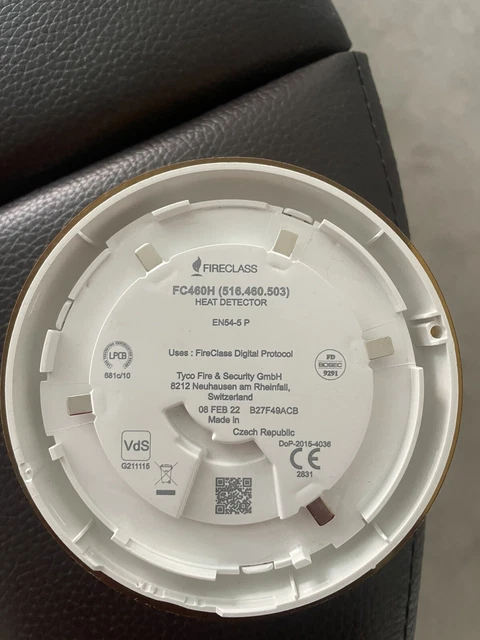 FIRECLASS
FC460H (516.460.503)
HEAT DETECTOR
EN54-5 P
LPCB
681o/10
Uses : FireClass Digital Protocol
FD
BOSEC
9291
Tyco Fire & Security GmbH
8212 Neuhausen am Rheinfall,
Switzerland
06 FEB 22 B27F49ACB
Made in
Czech Republic
VdS
G211115
DoP-2015-4036
CE
2831